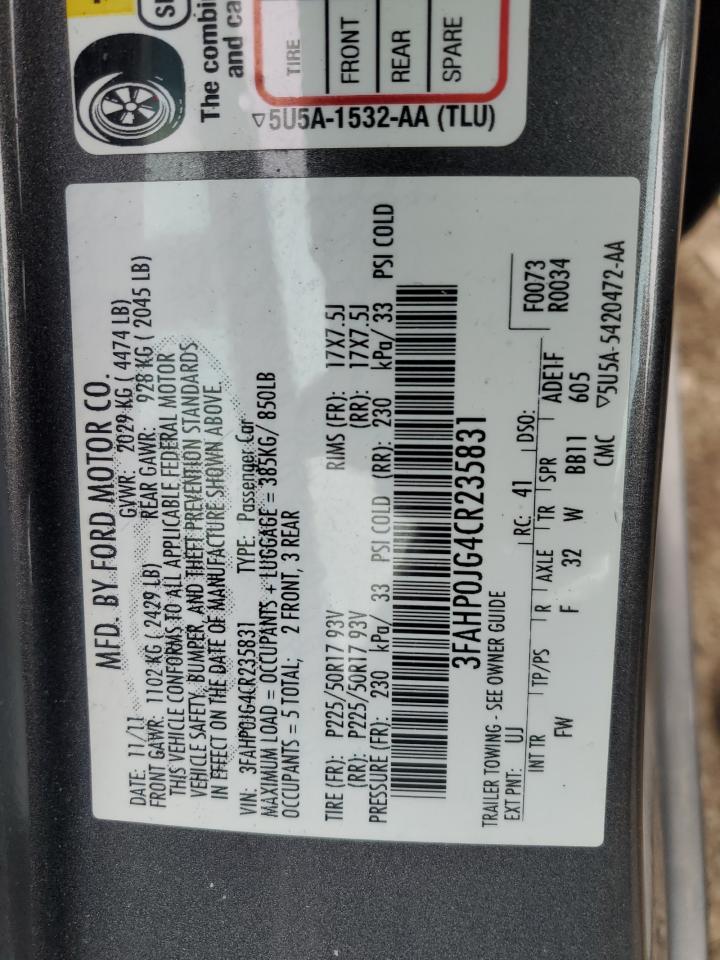 The combin
and ca
TIRE
FRONT
REAR
SPARE
▽5U5A-1532-AA (TLU)
MFD. BY FORD MOTOR CO.
DATE: 11/11 GVWR: 2029 KG ( 4474 LB)
FRONT GAWR: 1102 KG ( 2429 LB) REAR GAWR: 928 KG ( 2045 LB)
THIS VEHICLE CONFORMS TO ALL APPLICABLE FEDERAL MOTOR
VEHICLE SAFETY, BUMPER, AND THEFT PREVENTION STANDARDS
IN EFFECT ON THE DATE OF MANUFACTURE SHOWN ABOVE.
VIN: 3FAHP0JG4CR235831 TYPE: Passenger Car
MAXIMUM LOAD = OCCUPANTS + LUGGAGE = 385KG/ 850LB
OCCUPANTS = 5 TOTAL; 2 FRONT, 3 REAR
TIRE (FR): P225/50R17 93V RIMS (FR): 17X7.5J
(RR): P225/50R17 93V (RR): 17X7.5J
PRESSURE (FR): 230 kPa/ 33 PSI COLD (RR): 230 kPa/ 33 PSI COLD
3FAHP0JG4CR235831
TRAILER TOWING - SEE OWNER GUIDE
EXT PNT: UJ RC: 41 DSO: F0073
R0034
INT TR TP/PS R AXLE TR SPR ADE1F
FW F 32 W BB11 605
CMC ▽5U5A-5420472-AA